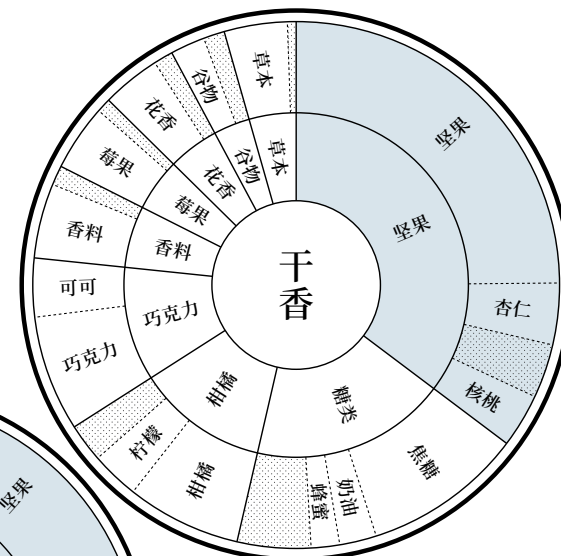 干
香
坚果
糖类
柑橘
巧克力
香料
莓果
花香
谷物
草本
坚果
杏仁
核桃
焦糖
奶油
蜂蜜
柑橘
柠檬
巧克力
可可
香料
莓果
花香
谷物
草本
坚果